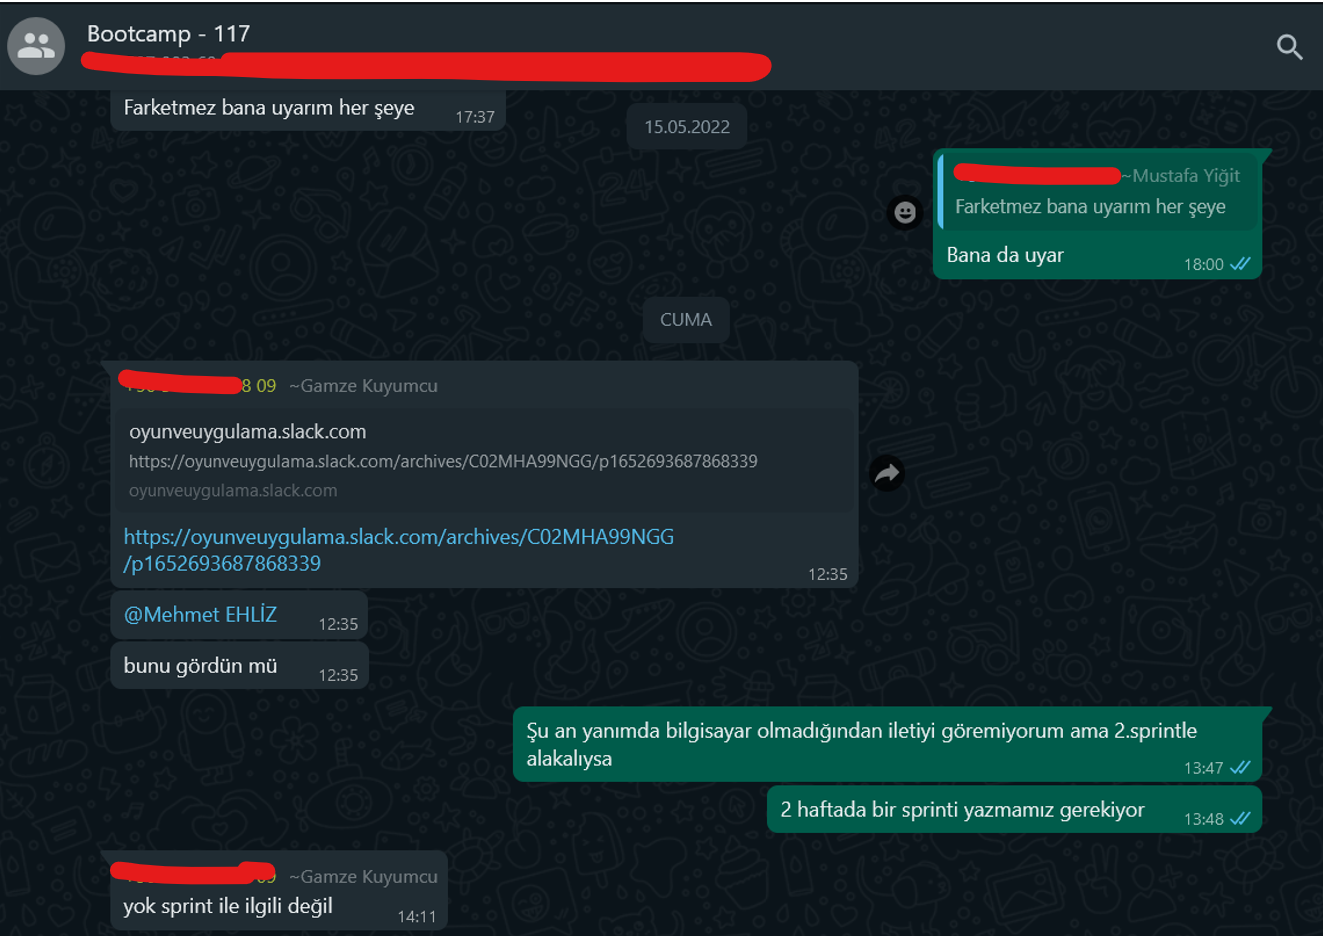 Bootcamp - 117
Farketmez bana uyarım her şeye
17:37
15.05.2022
~Mustafa Yiğit
Farketmez bana uyarım her şeye
Bana da uyar
18:00
CUMA
8 09 ~Gamze Kuyumcu
oyunveuygulama.slack.com
https://oyunveuygulama.slack.com/archives/C02MHA99NGG/p1652693687868339
oyunveuygulama.slack.com
https://oyunveuygulama.slack.com/archives/C02MHA99NGG
/p1652693687868339
12:35
@Mehmet EHLİZ
12:35
bunu gördün mü
12:35
Şu an yanımda bilgisayar olmadığından iletiyi göremiyorum ama 2.sprintle
alakalıysa
13:47
2 haftada bir sprinti yazmamız gerekiyor
13:48
~Gamze Kuyumcu
yok sprint ile ilgili değil
14:11